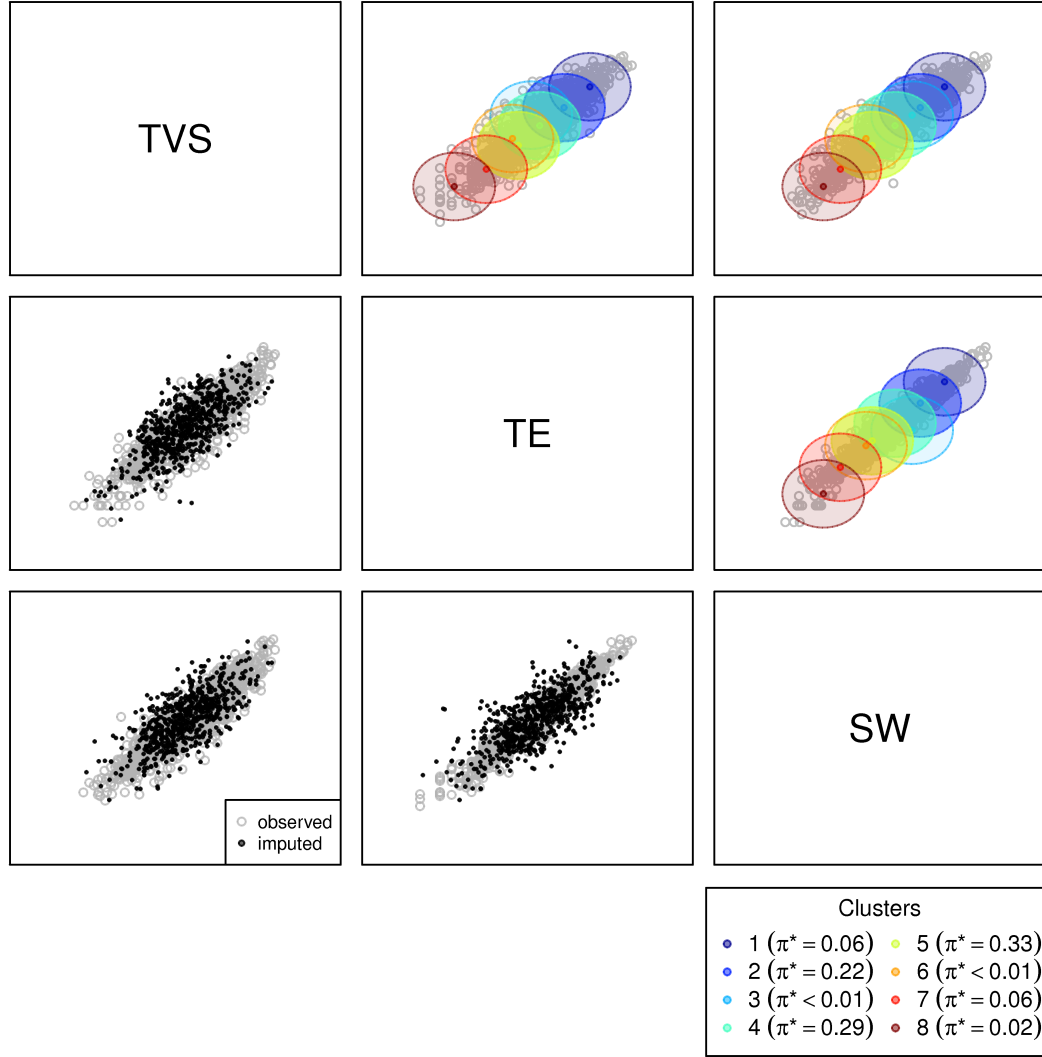 TVS
TE
SW
observed
imputed
Clusters
1 (π* = 0.06) 5 (π* = 0.33)
2 (π* = 0.22) 6 (π* < 0.01)
3 (π* < 0.01) 7 (π* = 0.06)
4 (π* = 0.29) 8 (π* = 0.02)